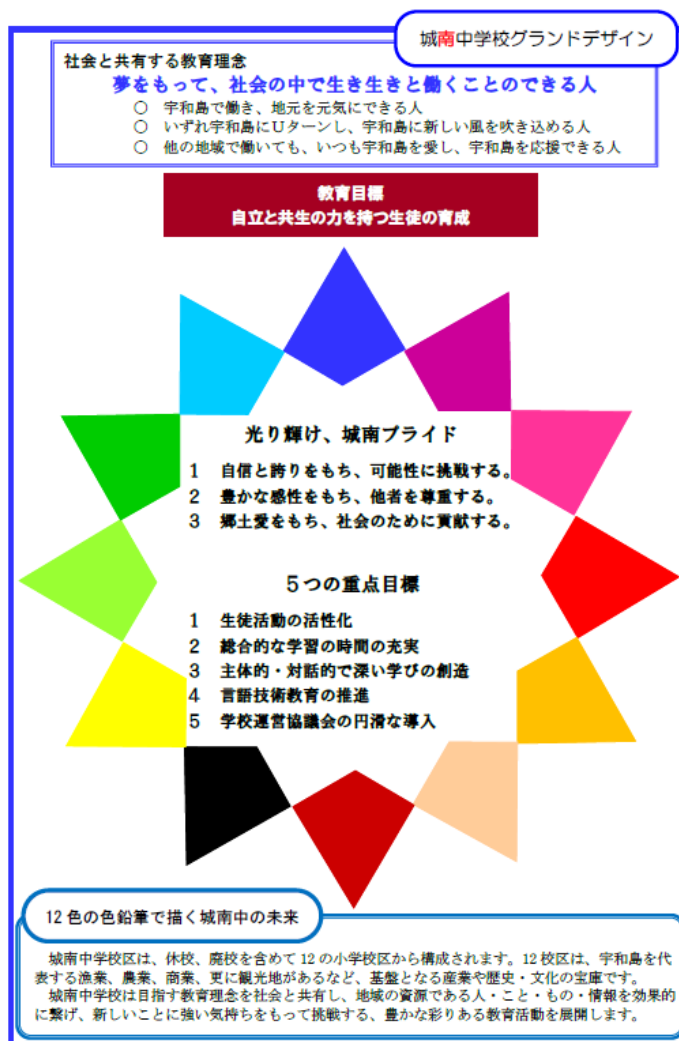 城南中学校グランドデザイン
社会と共有する教育理念
夢をもって、社会の中で生き生きと働くことのできる人
○ 宇和島で働き、地元を元気にできる人
○ いずれ宇和島にUターンし、宇和島に新しい風を吹き込める人
○ 他の地域で働いても、いつも宇和島を愛し、宇和島を応援できる人
教育目標
自立と共生の力を持つ生徒の育成
光り輝け、城南プライド
1 自信と誇りをもち、可能性に挑戦する。
2 豊かな感性をもち、他者を尊重する。
3 郷土愛をもち、社会のために貢献する。
5つの重点目標
1 生徒活動の活性化
2 総合的な学習の時間の充実
3 主体的・対話的で深い学びの創造
4 言語技術教育の推進
5 学校運営協議会の円滑な導入
12色の色鉛筆で描く城南中の未来
城南中学校区は、休校、廃校を含めて12の小学校区から構成されます。12校区は、宇和島を代
表する漁業、農業、商業、更に観光地があるなど、基盤となる産業や歴史・文化の宝庫です。
城南中学校は目指す教育理念を社会と共有し、地域の資源である人・こと・もの・情報を効果的
に繋げ、新しいことに強い気持ちをもって挑戦する、豊かな彩りある教育活動を展開します。